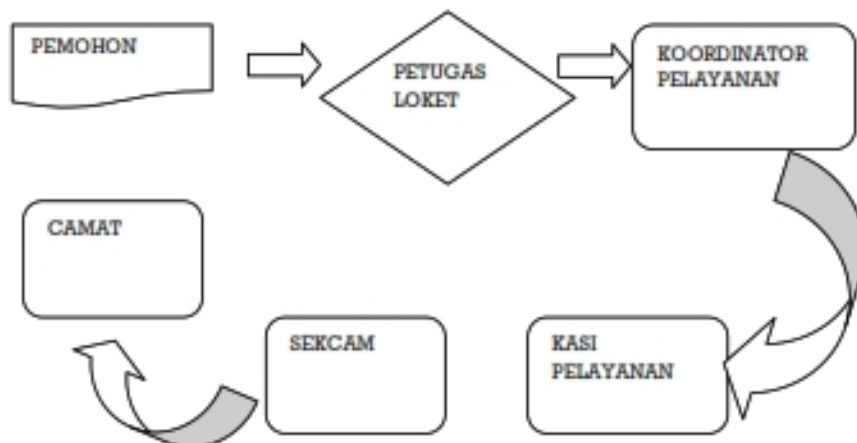 PEMOHON
PETUGAS
LOKET
KOORDINATOR
PELAYANAN
KASI
PELAYANAN
SEKCAM
CAMAT